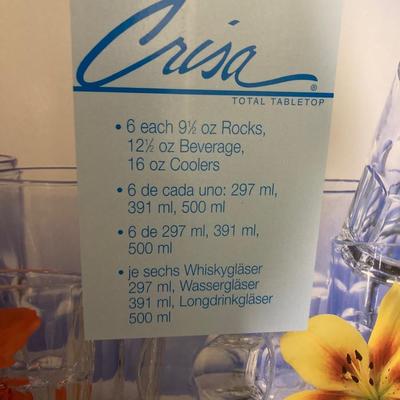 Crisa®
TOTAL TABLETOP
• 6 each 9½ oz Rocks,
12½ oz Beverage,
16 oz Coolers
• 6 de cada uno: 297 ml,
391 ml, 500 ml
• 6 de 297 ml, 391 ml,
500 ml
• je sechs Whiskygläser
297 ml, Wassergläser
391 ml, Longdrinkgläser
500 ml